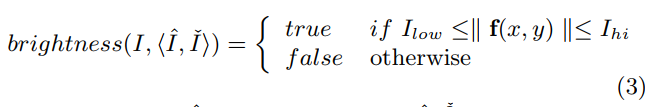 brightness(I, ⟨Î, Ǐ⟩) = { true if I_low ≤‖ f(x, y) ‖≤ I_hi
false otherwise
(3)